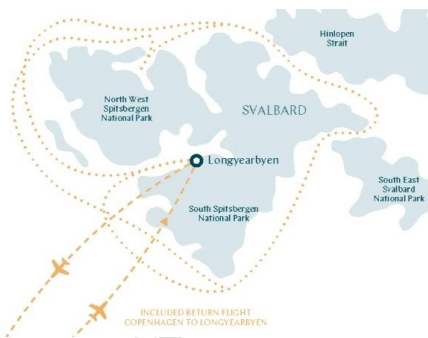 Hinlopen
Strait
North West
Spitsbergen
National Park
SVALBARD
Longyearbyen
South East
Svalbard
National Park
South Spitsbergen
National Park
INCLUDED RETURN FLIGHT
COPENHAGEN TO LONGYEARBYEN